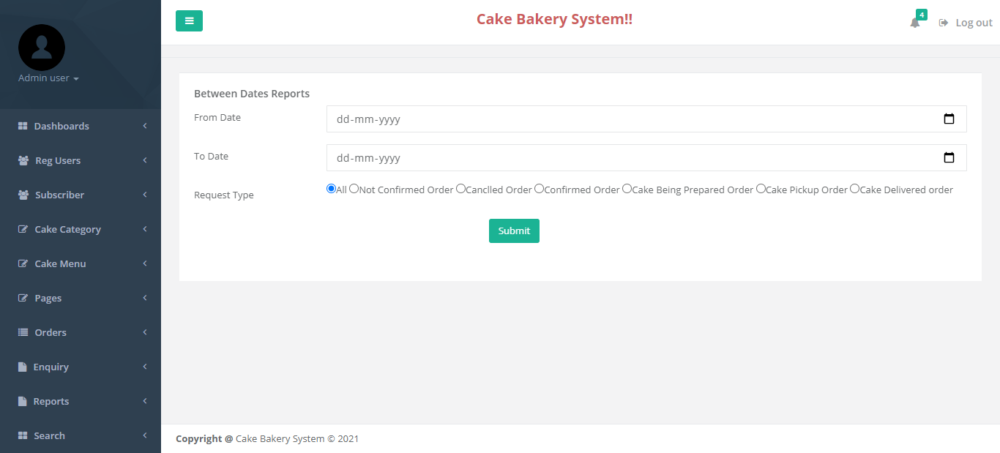 Admin user
Dashboards
Reg Users
Subscriber
Cake Category
Cake Menu
Pages
Orders
Enquiry
Reports
Search
Cake Bakery System!!
4
Log out
Between Dates Reports
From Date
dd-mm-yyyy
To Date
dd-mm-yyyy
Request Type
All Not Confirmed Order Canclled Order Confirmed Order Cake Being Prepared Order Cake Pickup Order Cake Delivered order
Submit
Copyright @ Cake Bakery System © 2021